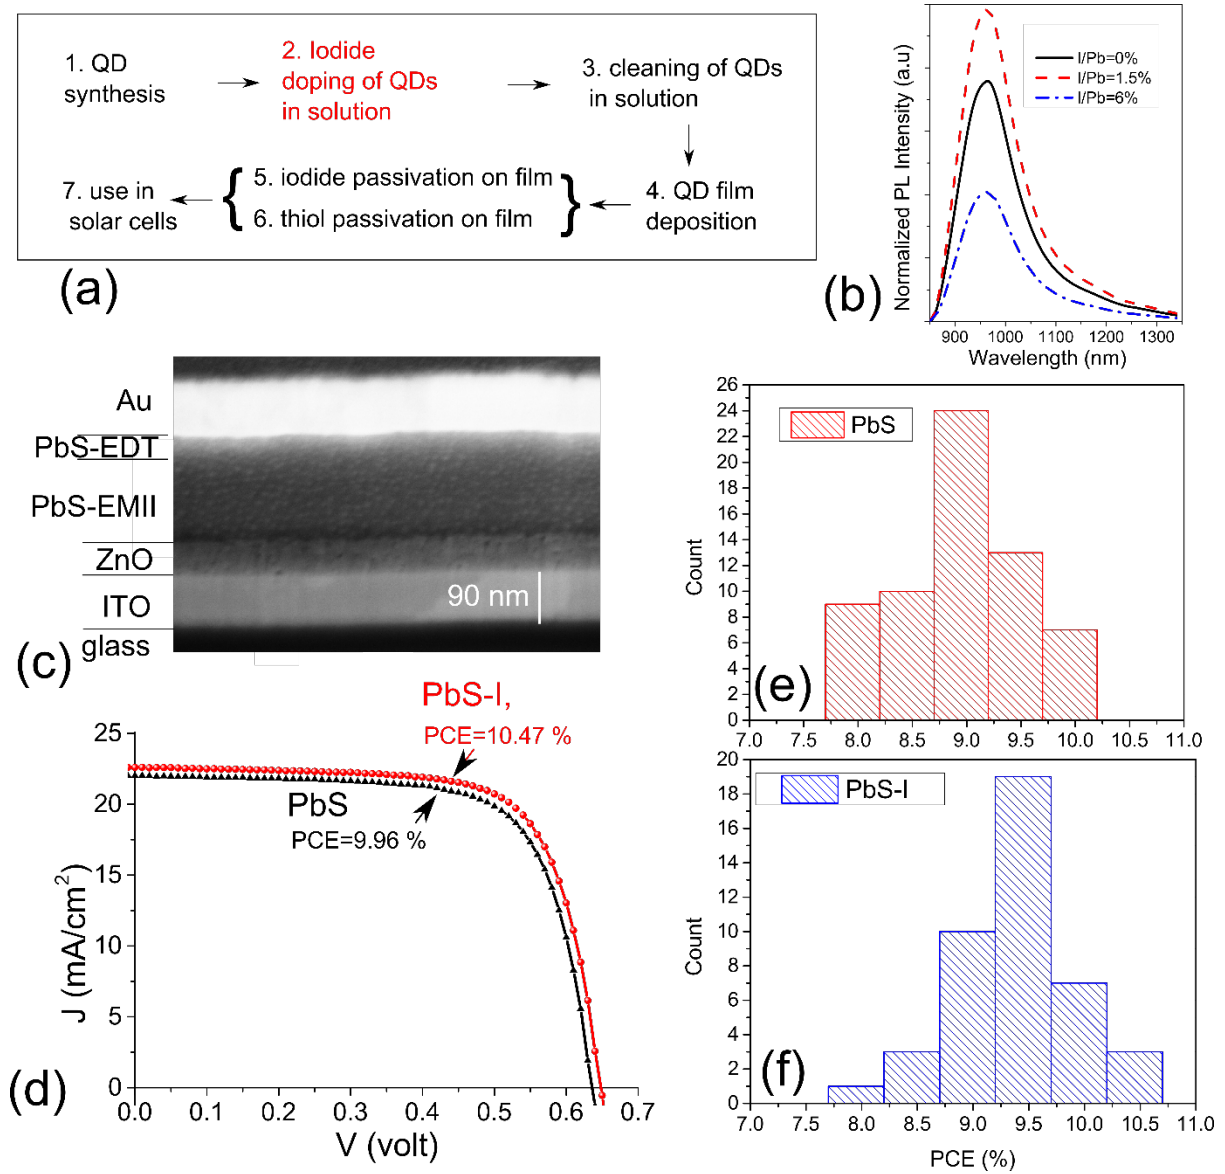 1. QD
synthesis
2. Iodide
doping of QDs
in solution
3. cleaning of QDs
in solution
4. QD film
deposition
5. iodide passivation on film
6. thiol passivation on film
7. use in
solar cells
(a)
Normalized PL Intensity (a.u)
I/Pb=0%
I/Pb=1.5%
I/Pb=6%
900 1000 1100 1200 1300
Wavelength (nm)
(b)
Au
PbS-EDT
PbS-EMII
ZnO
ITO
glass
90 nm
(c)
PbS-I,
PCE=10.47 %
PbS
PCE=9.96 %
25
20
15
10
5
0
0.0 0.1 0.2 0.3 0.4 0.5 0.6 0.7
J (mA/cm²)
V (volt)
(d)
26
24
22
20
18
16
14
12
10
8
6
4
2
0
Count
PbS
(e)
7.0 7.5 8.0 8.5 9.0 9.5 10.0 10.5 11.0
20
18
16
14
12
10
8
6
4
2
0
Count
PbS-I
(f)
7.0 7.5 8.0 8.5 9.0 9.5 10.0 10.5 11.0
PCE (%)